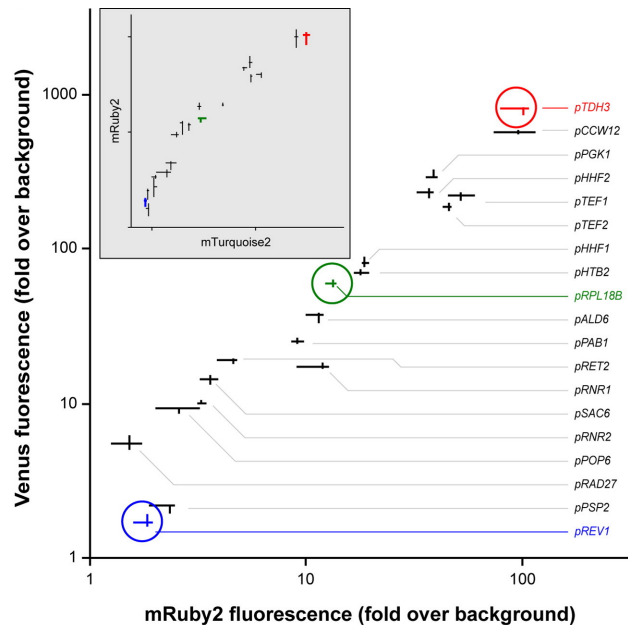 mRuby2
mTurquoise2
Venus fuorescence (fold over background)
1000
100
10
1
1
10
100
mRuby2 fluorescence (fold over background)
pTDH3
pCCW12
pPGK1
pHHF2
pTEF1
pTEF2
pHHF1
pHTB2
pRPL18B
pALD6
pPAB1
pRET2
pRNR1
pSAC6
pRNR2
pPOP6
pRAD27
pPSP2
pREV1